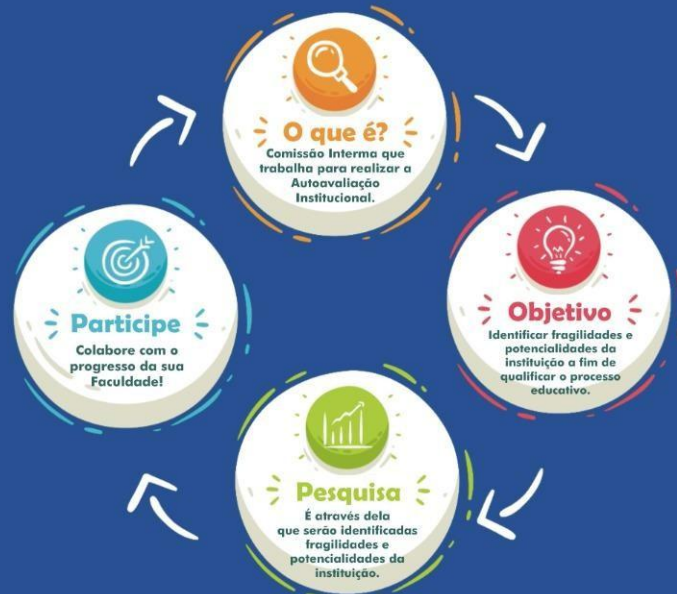 O que é?
Comissão Interma que
trabalha para realizar a
Autoavaliação
Institucional.
Objetivo
Identificar fragilidades e
potencialidades da
instituição a fim de
qualificar o processo
educativo.
Pesquisa
É através dela
que serão identificadas
fragilidades e
potencialidades da
instituição.
Participe
Colabore com o
progresso da sua
Faculdade!